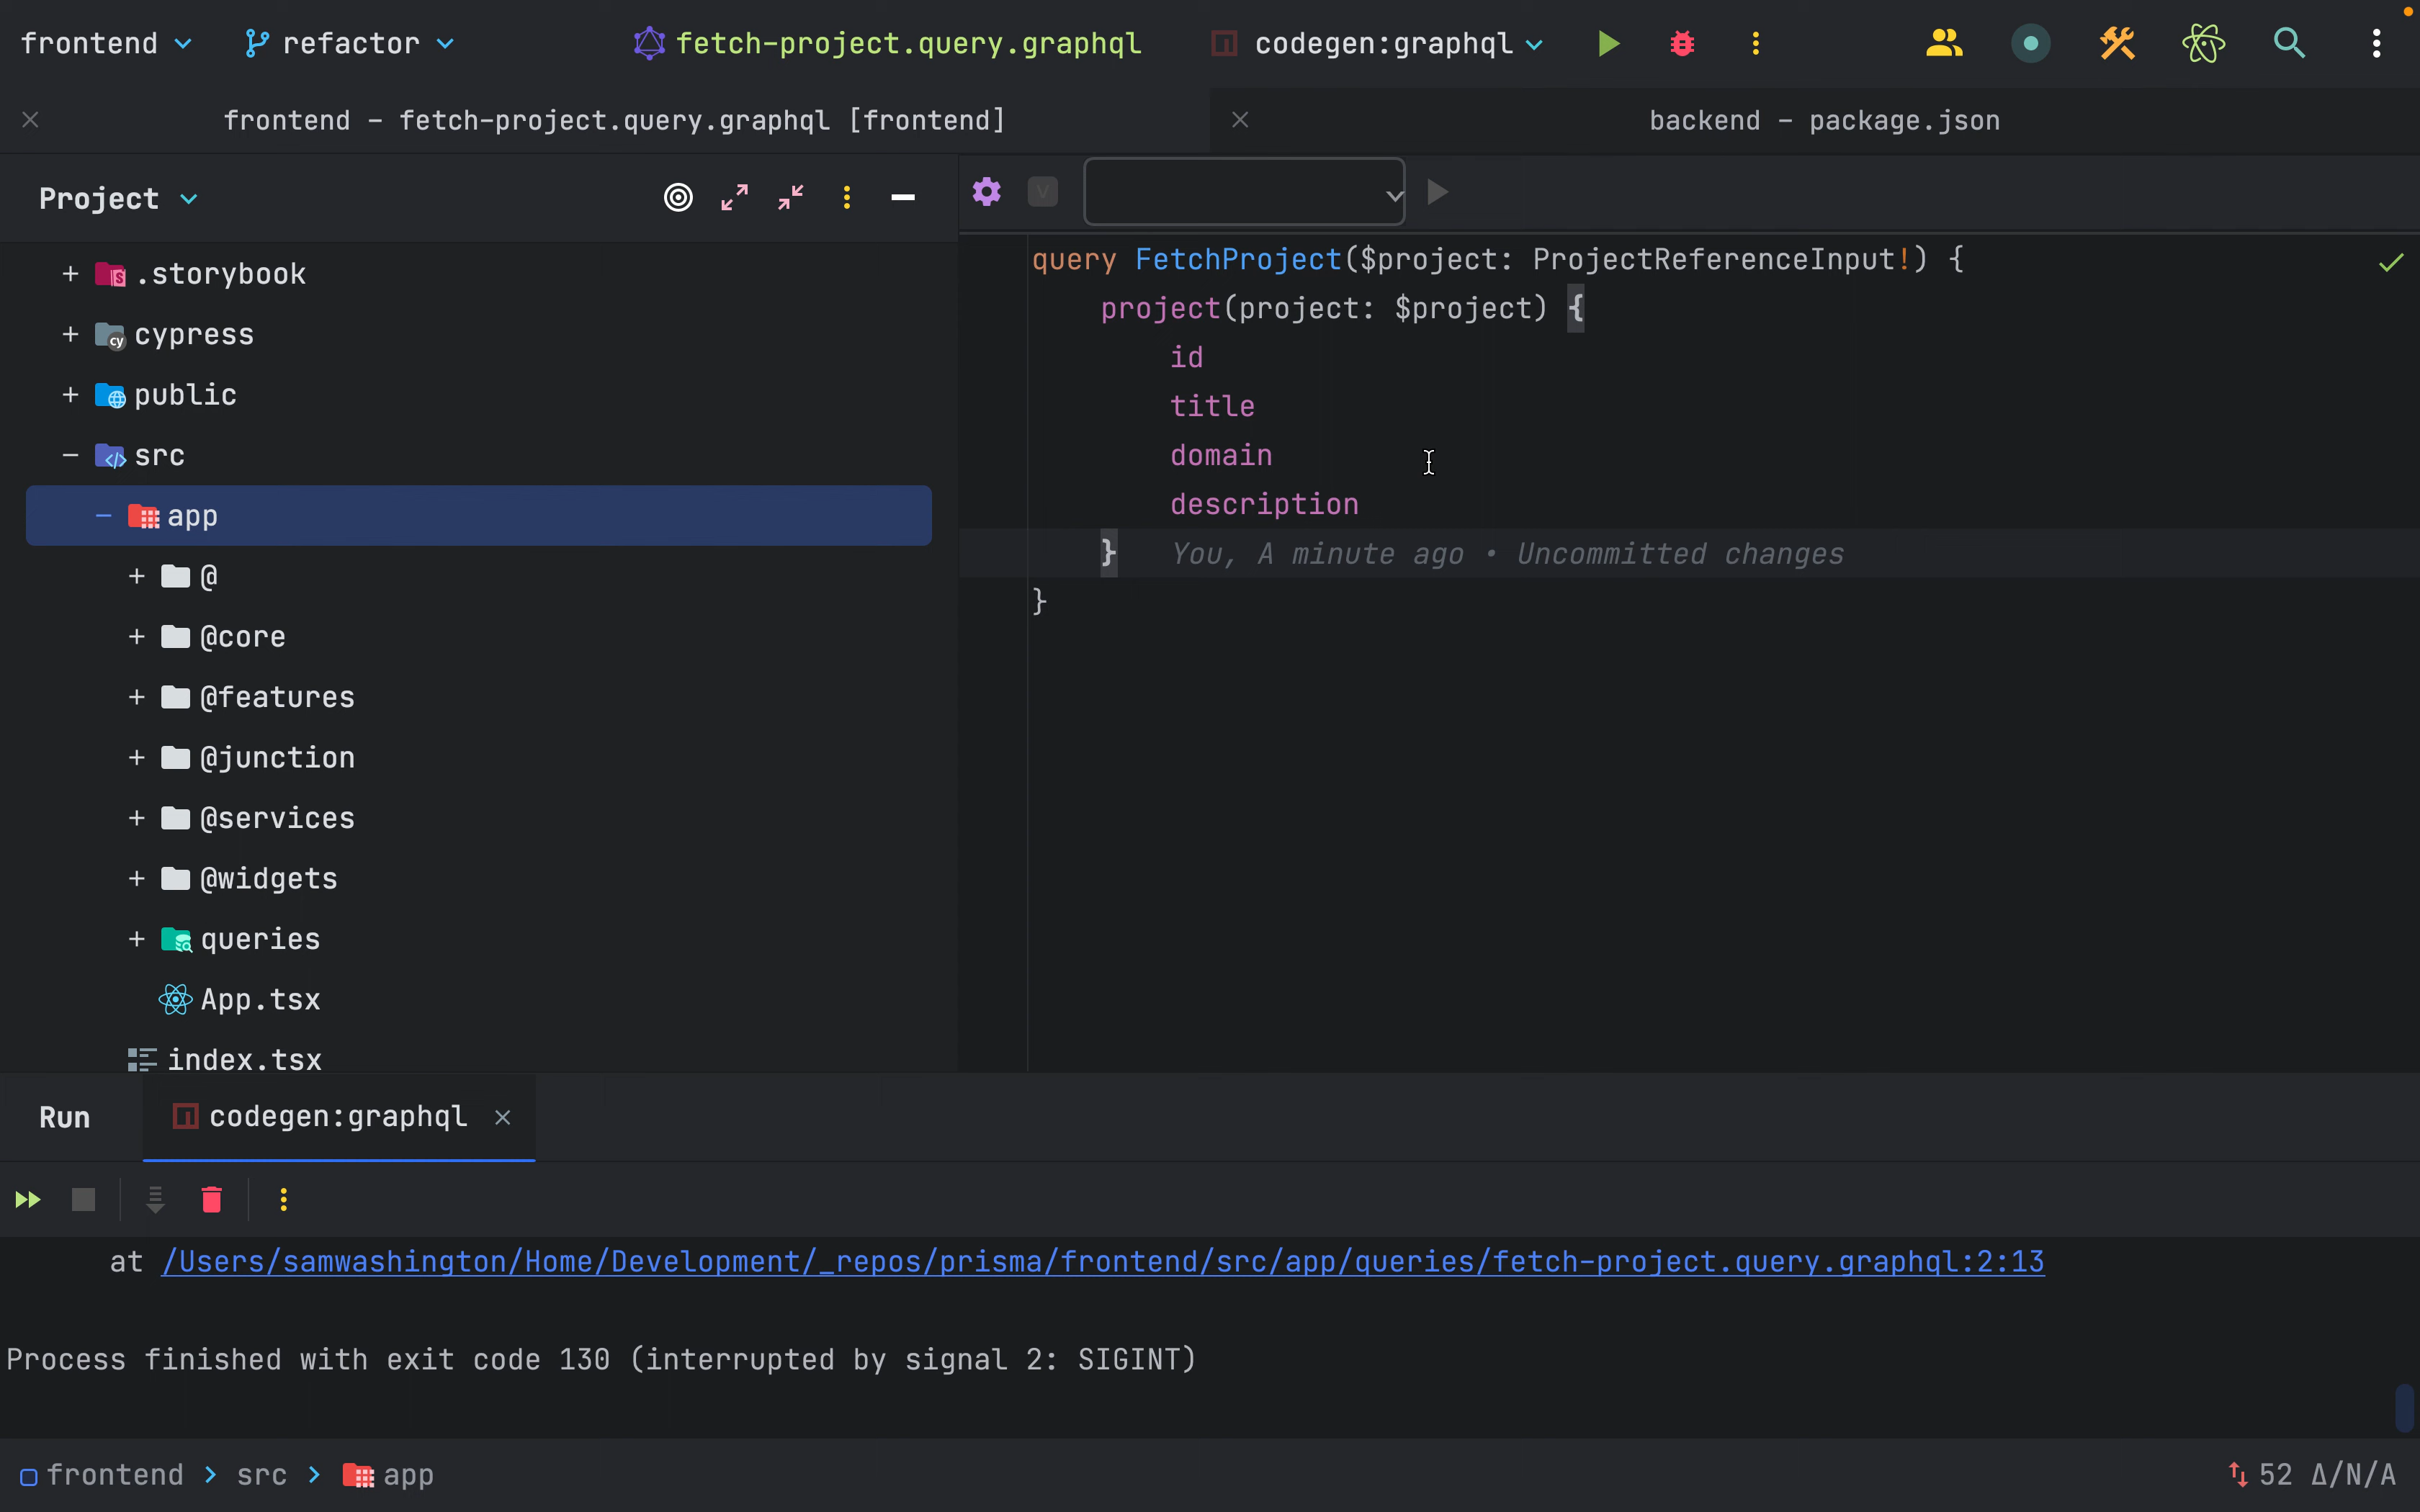 frontend refactor fetch-project.query.graphql codegen:graphql
frontend – fetch-project.query.graphql [frontend] backend – package.json
Project
V
.storybook
cypress
public
src
app
@
@core
@features
@junction
@services
@widgets
queries
App.tsx
index.tsx
query FetchProject($project: ProjectReferenceInput!) {
project(project: $project) {
id
title
domain
description
} You, A minute ago • Uncommitted changes
}
Run codegen:graphql
at /Users/samwashington/Home/Development/_repos/prisma/frontend/src/app/queries/fetch-project.query.graphql:2:13
Process finished with exit code 130 (interrupted by signal 2: SIGINT)
frontend > src > app 52 Δ/N/A